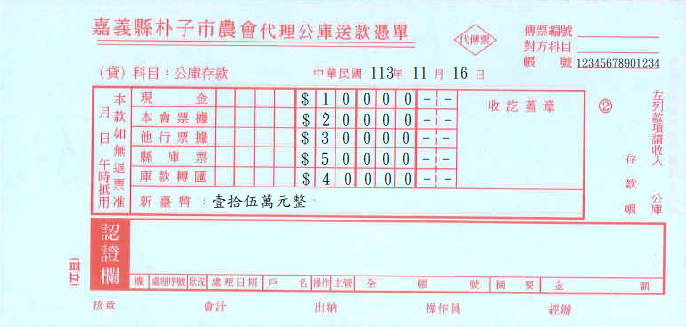 嘉義縣朴子市農會代理公庫送款憑單
代傳票
傳票編號
對方科目
帳 號 12345678901234
(貸) 科目：公庫存款
中華民國 113年 11 月 16 日
本款如無退票准
月 日 午時抵用
現 金 $ 1 0 0 0 0 - -
本會票據 $ 2 0 0 0 0 - -
他行票據 $ 3 0 0 0 0 - -
縣庫票 $ 5 0 0 0 0 - -
庫款轉匯 $ 4 0 0 0 0 - -
新臺幣：壹拾伍萬元整
收訖蓋章
②
左列款項請收入
公庫
存款帳
認證欄
機 處理序號 狀況 處理日期 戶 名 操作 主管 全 帳 號 摘 要 金 額
核章 會計 出納 操作員 經辦